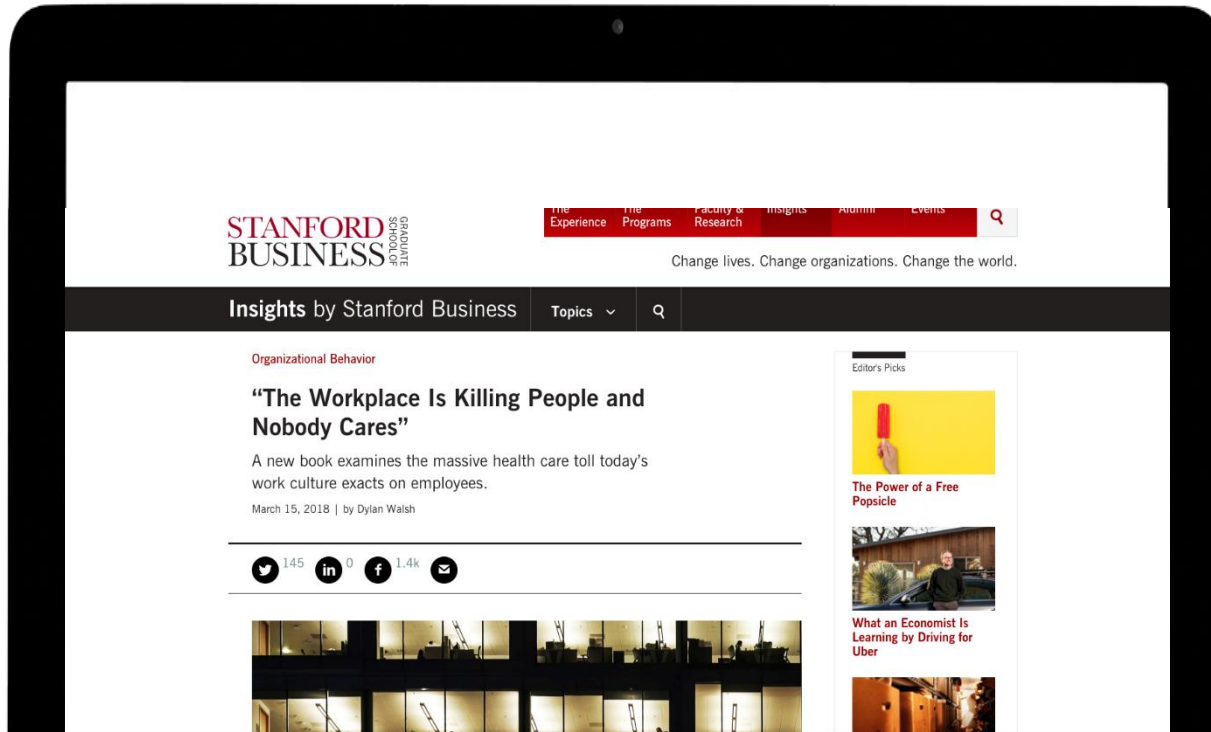 STANFORD
BUSINESS
GRADUATE
SCHOOL OF
The
Experience
The
Programs
Faculty &
Research
Insights
Alumni
Events
Change lives. Change organizations. Change the world.
Insights by Stanford Business
Topics
Organizational Behavior
“The Workplace Is Killing People and
Nobody Cares”
A new book examines the massive health care toll today’s
work culture exacts on employees.
March 15, 2018 | by Dylan Walsh
145
in
0
f
1.4k
Editor's Picks
The Power of a Free
Popsicle
What an Economist Is
Learning by Driving for
Uber